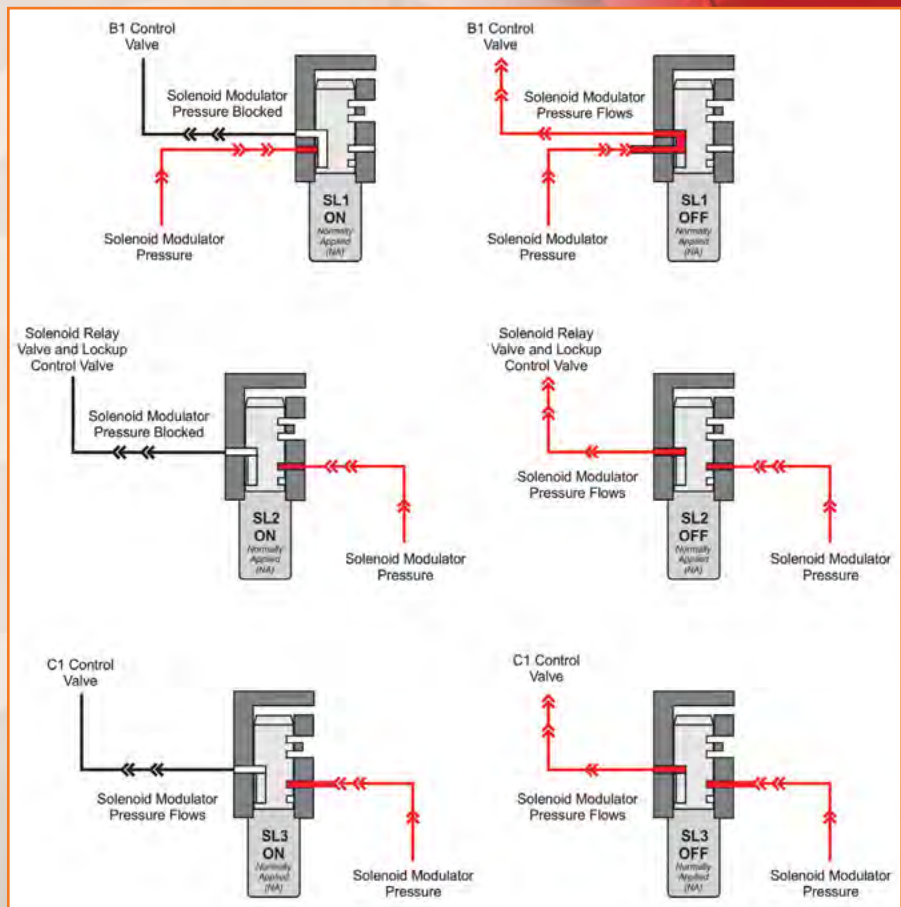 B1 Control
Valve
Solenoid Modulator
Pressure Blocked
SL1
ON
Normally
Applied
(NA)
Solenoid Modulator
Pressure
B1 Control
Valve
Solenoid Modulator
Pressure Flows
SL1
OFF
Normally
Applied
(NA)
Solenoid Modulator
Pressure
Solenoid Relay
Valve and Lockup
Control Valve
Solenoid Modulator
Pressure Blocked
SL2
ON
Normally
Applied
(NA)
Solenoid Modulator
Pressure
Solenoid Relay
Valve and Lockup
Control Valve
Solenoid Modulator
Pressure Flows
SL2
OFF
Normally
Applied
(NA)
Solenoid Modulator
Pressure
C1 Control
Valve
Solenoid Modulator
Pressure Flows
SL3
ON
Normally
Applied
(NA)
Solenoid Modulator
Pressure
C1 Control
Valve
Solenoid Modulator
Pressure Flows
SL3
OFF
Normally
Applied
(NA)
Solenoid Modulator
Pressure